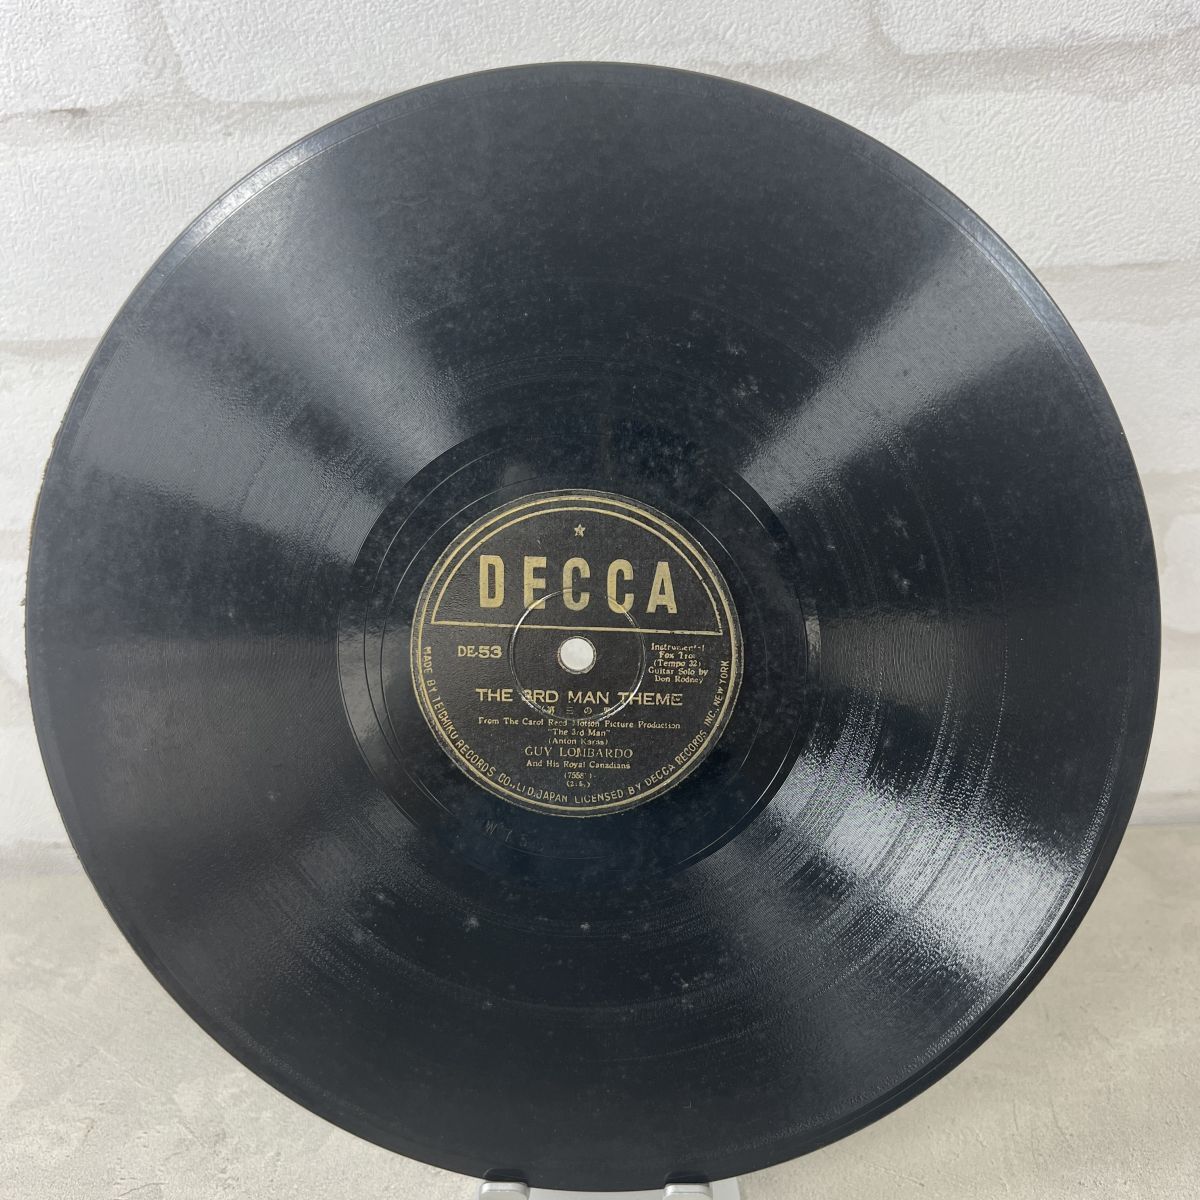 DECCA
DE-53
Instrumental
Fox Trot
(Tempo 32)
Guitar Solo by
Don Rodney
THE 3RD MAN THEME
From The Carol Reed Motion Picture Production
"The 3rd Man"
(Anton Karas)
GUY LOMBARDO
And His Royal Canadians
MADE BY TEICHIKU RECORDS CO., LTD, JAPAN LICENSED BY DECCA RECORDS INC. NEW YORK